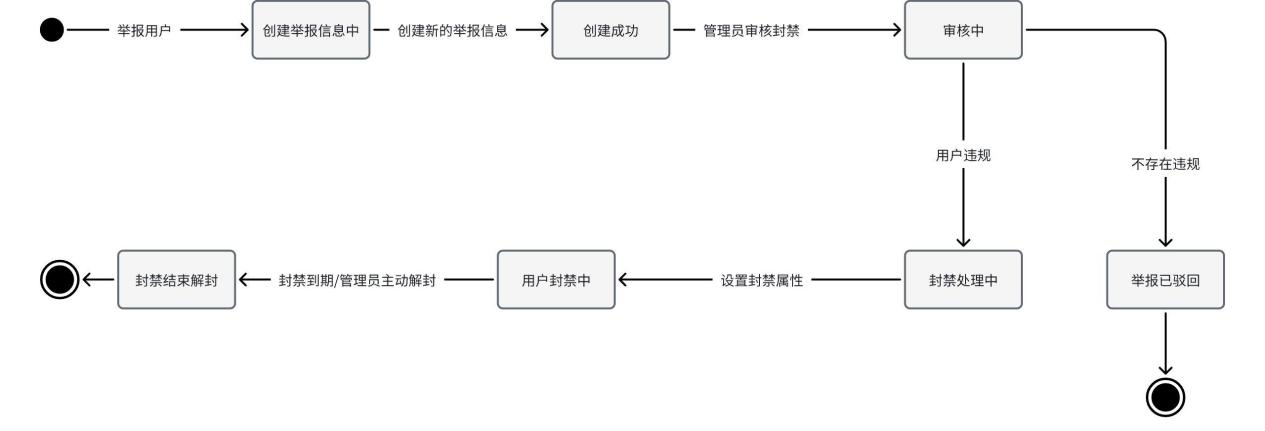 举报用户
创建举报信息中
创建新的举报信息
创建成功
管理员审核封禁
审核中
用户违规
不存在违规
封禁结束解封
封禁到期/管理员主动解封
用户封禁中
设置封禁属性
封禁处理中
举报已驳回